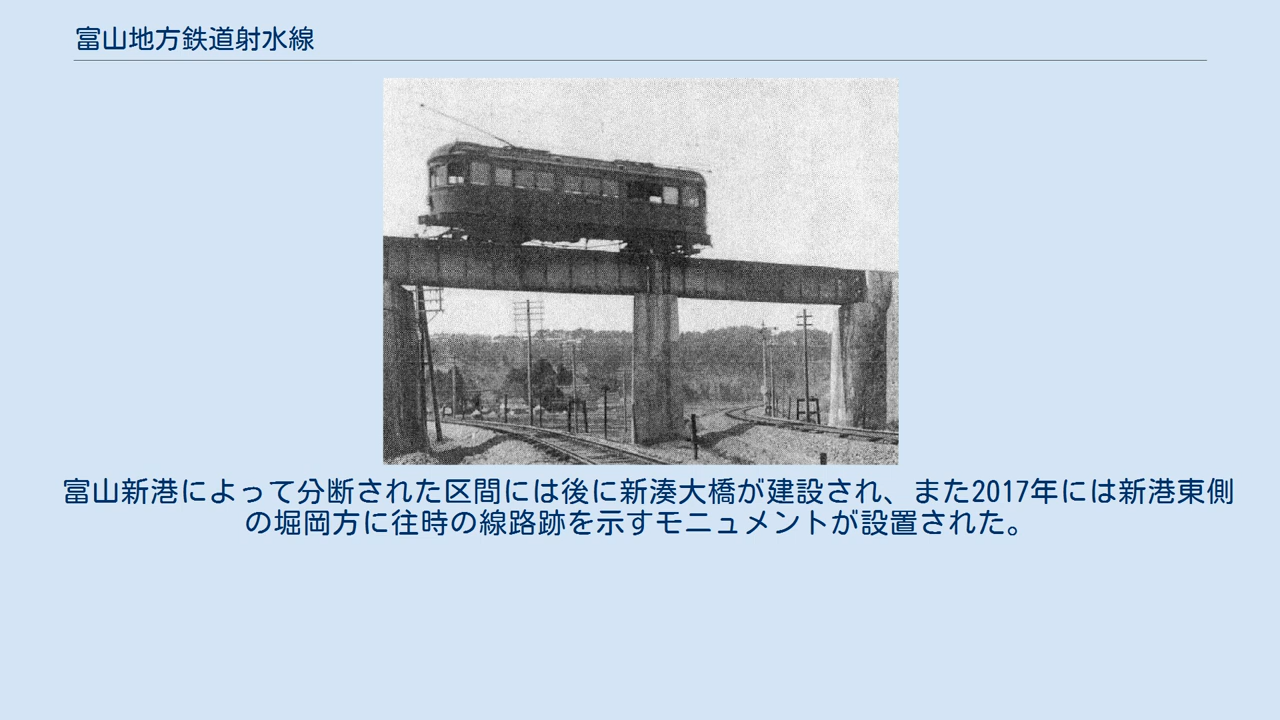 富山地方鉄道射水線
富山新港によって分断された区間には後に新湊大橋が建設され、また2017年には新港東側
の堀岡方に往時の線路跡を示すモニュメントが設置された。